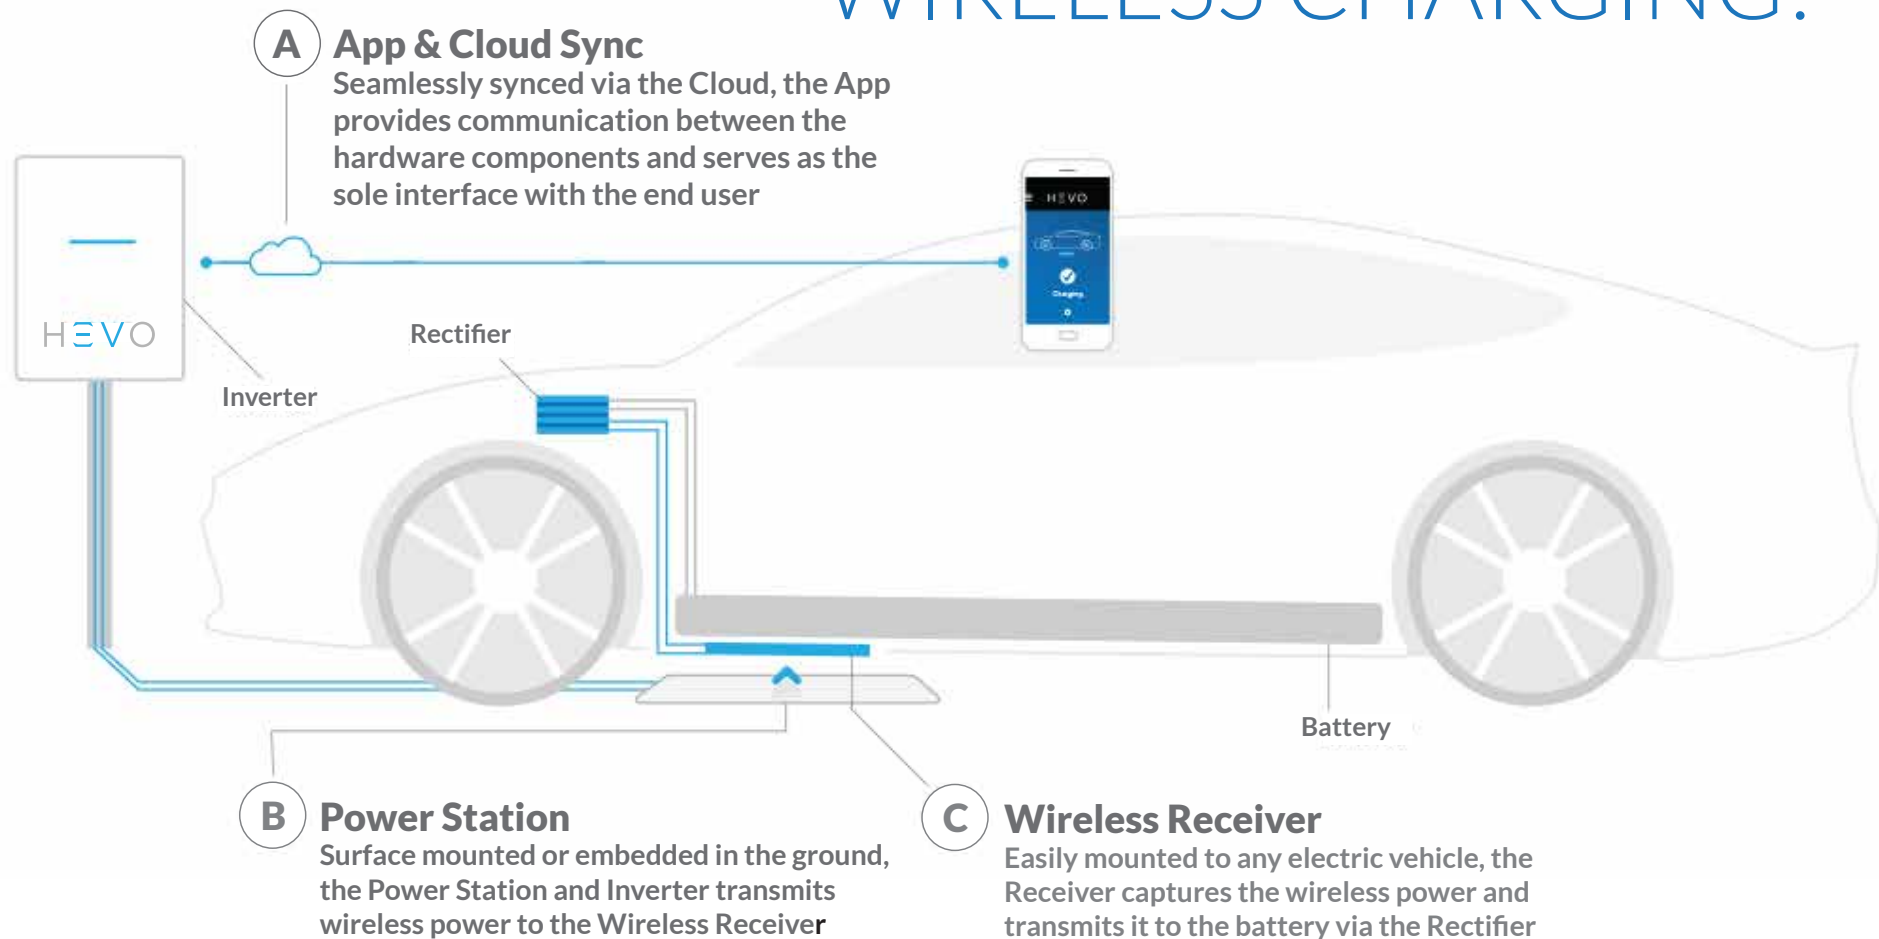 WIRELESS CHARGING.
A App & Cloud Sync
Seamlessly synced via the Cloud, the App
provides communication between the
hardware components and serves as the
sole interface with the end user
HEVO
Charging
HEVO
Rectifier
Inverter
Battery
B Power Station
Surface mounted or embedded in the ground,
the Power Station and Inverter transmits
wireless power to the Wireless Receiver
C Wireless Receiver
Easily mounted to any electric vehicle, the
Receiver captures the wireless power and
transmits it to the battery via the Rectifier